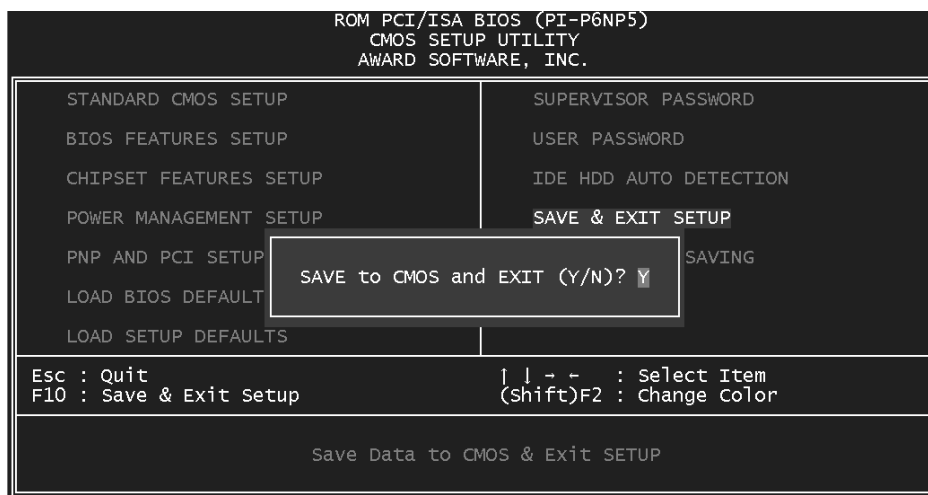 ROM PCI/ISA BIOS (PI-P6NP5)
CMOS SETUP UTILITY
AWARD SOFTWARE, INC.
STANDARD CMOS SETUP
BIOS FEATURES SETUP
CHIPSET FEATURES SETUP
POWER MANAGEMENT SETUP
PNP AND PCI SETUP
LOAD BIOS DEFAULT
LOAD SETUP DEFAULTS
SUPERVISOR PASSWORD
USER PASSWORD
IDE HDD AUTO DETECTION
SAVE & EXIT SETUP
SAVING
SAVE to CMOS and EXIT (Y/N)? Y
Esc : Quit
F10 : Save & Exit Setup
↑ ↓ → ← : Select Item
(Shift)F2 : Change Color
Save Data to CMOS & Exit SETUP